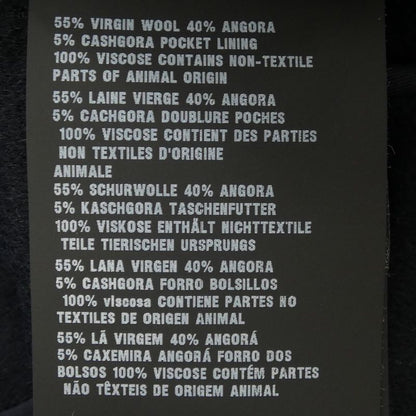 55% VIRGIN WOOL 40% ANGORA
5% CASHGORA POCKET LINING
100% VISCOSE CONTAINS NON-TEXTILE
PARTS OF ANIMAL ORIGIN
55% LAINE VIERGE 40% ANGORA
5% CACHGORA DOUBLURE POCHES
100% VISCOSE CONTIENT DES PARTIES
NON TEXTILES D'ORIGINE
ANIMALE
55% SCHURWOLLE 40% ANGORA
5% KASCHGORA TASCHENFUTTER
100% VISKOSE ENTHÄLT NICHTTEXTILE
TEILE TIERISCHEN URSPRUNGS
55% LANA VIRGEN 40% ANGORA
5% CASHGORA FORRO BOLSILLOS
100% viscosa CONTIENE PARTES NO
TEXTILES DE ORIGEN ANIMAL
55% LÃ VIRGEM 40% ANGORÁ
5% CAXEMIRA ANGORÁ FORRO DOS
BOLSOS 100% VISCOSE CONTÉM PARTES
NÃO TÊXTEIS DE ORIGEM ANIMAL